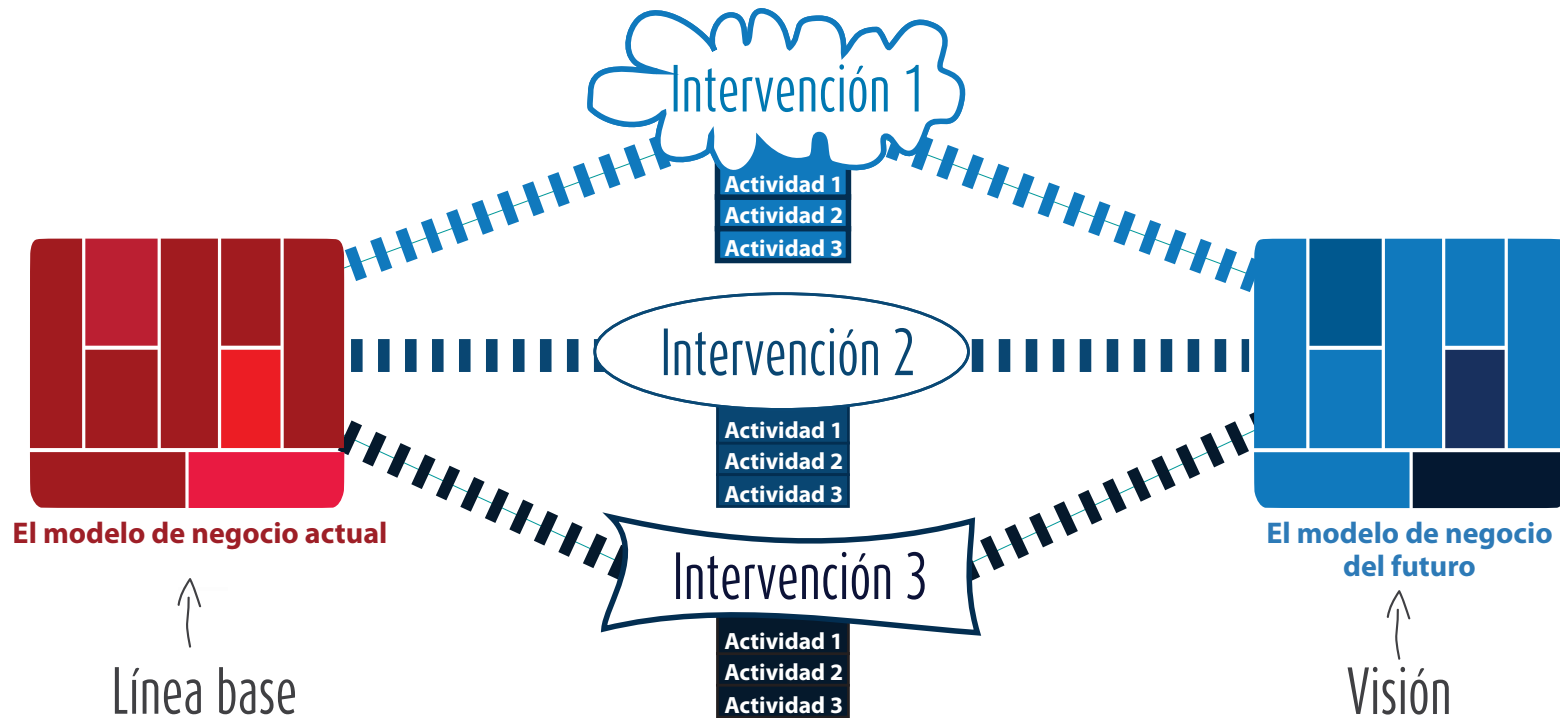 Intervención 1
Actividad 1
Actividad 2
Actividad 3
Intervención 2
Actividad 1
Actividad 2
Actividad 3
Intervención 3
Actividad 1
Actividad 2
Actividad 3
El modelo de negocio actual
Línea base
El modelo de negocio
del futuro
Visión